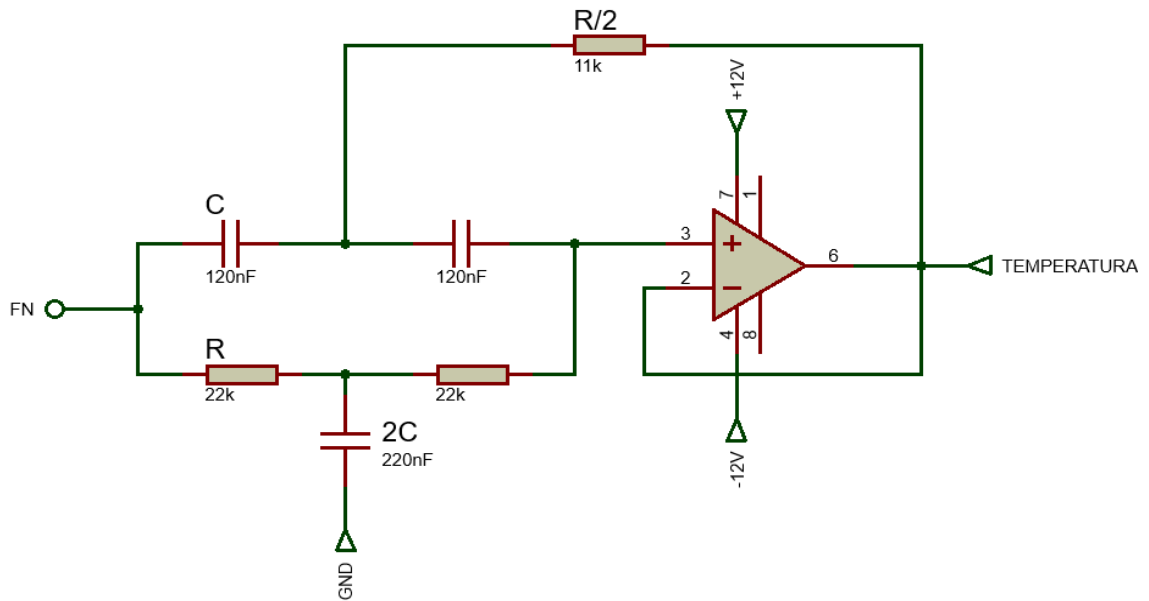 R/2
11k
+12V
C
120nF
120nF
7
1
3
+
2
−
6
4
8
TEMPERATURA
FN
R
22k
22k
2C
220nF
-12V
GND